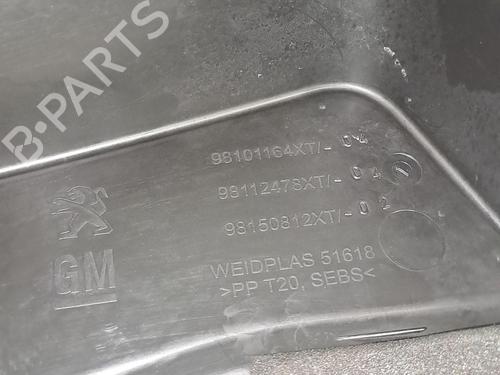 B-PARTS
98101164XT/- 04
98112478XT/- 04
98150812XT/- 02
GM
WEIDPLAS 51618
>PP T20, SEBS<